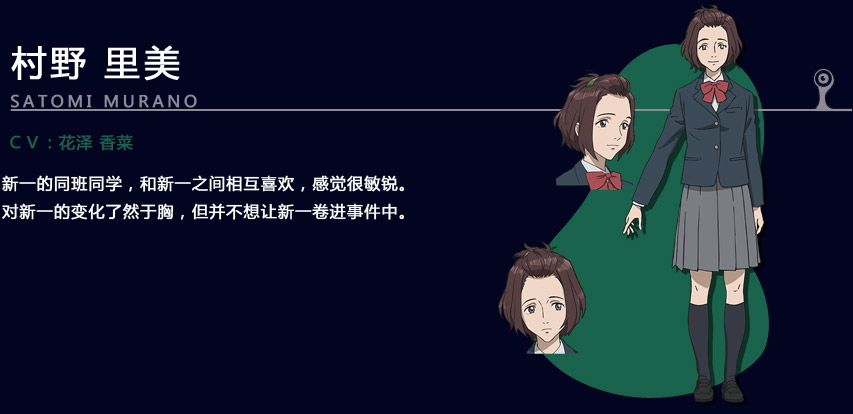 村野 里美
SATOMI MURANO
CV：花泽 香菜
新一的同班同学，和新一之间相互喜欢，感觉很敏锐。
对新一的变化了然于胸，但并不想让新一卷进事件中。